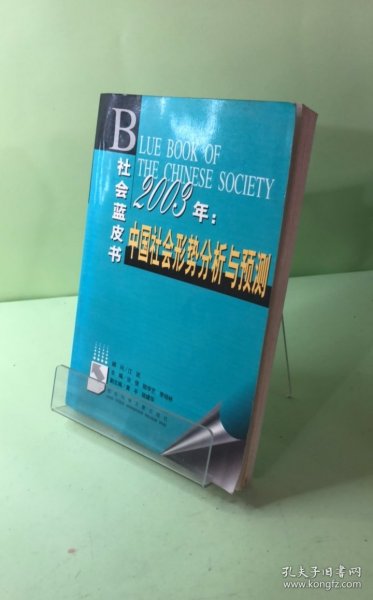 BLUE BOOK OF
THE CHINESE SOCIETY
社会蓝皮书
2003年：
中国社会形势分析与预测
孔夫子旧书网
www.kongfz.com